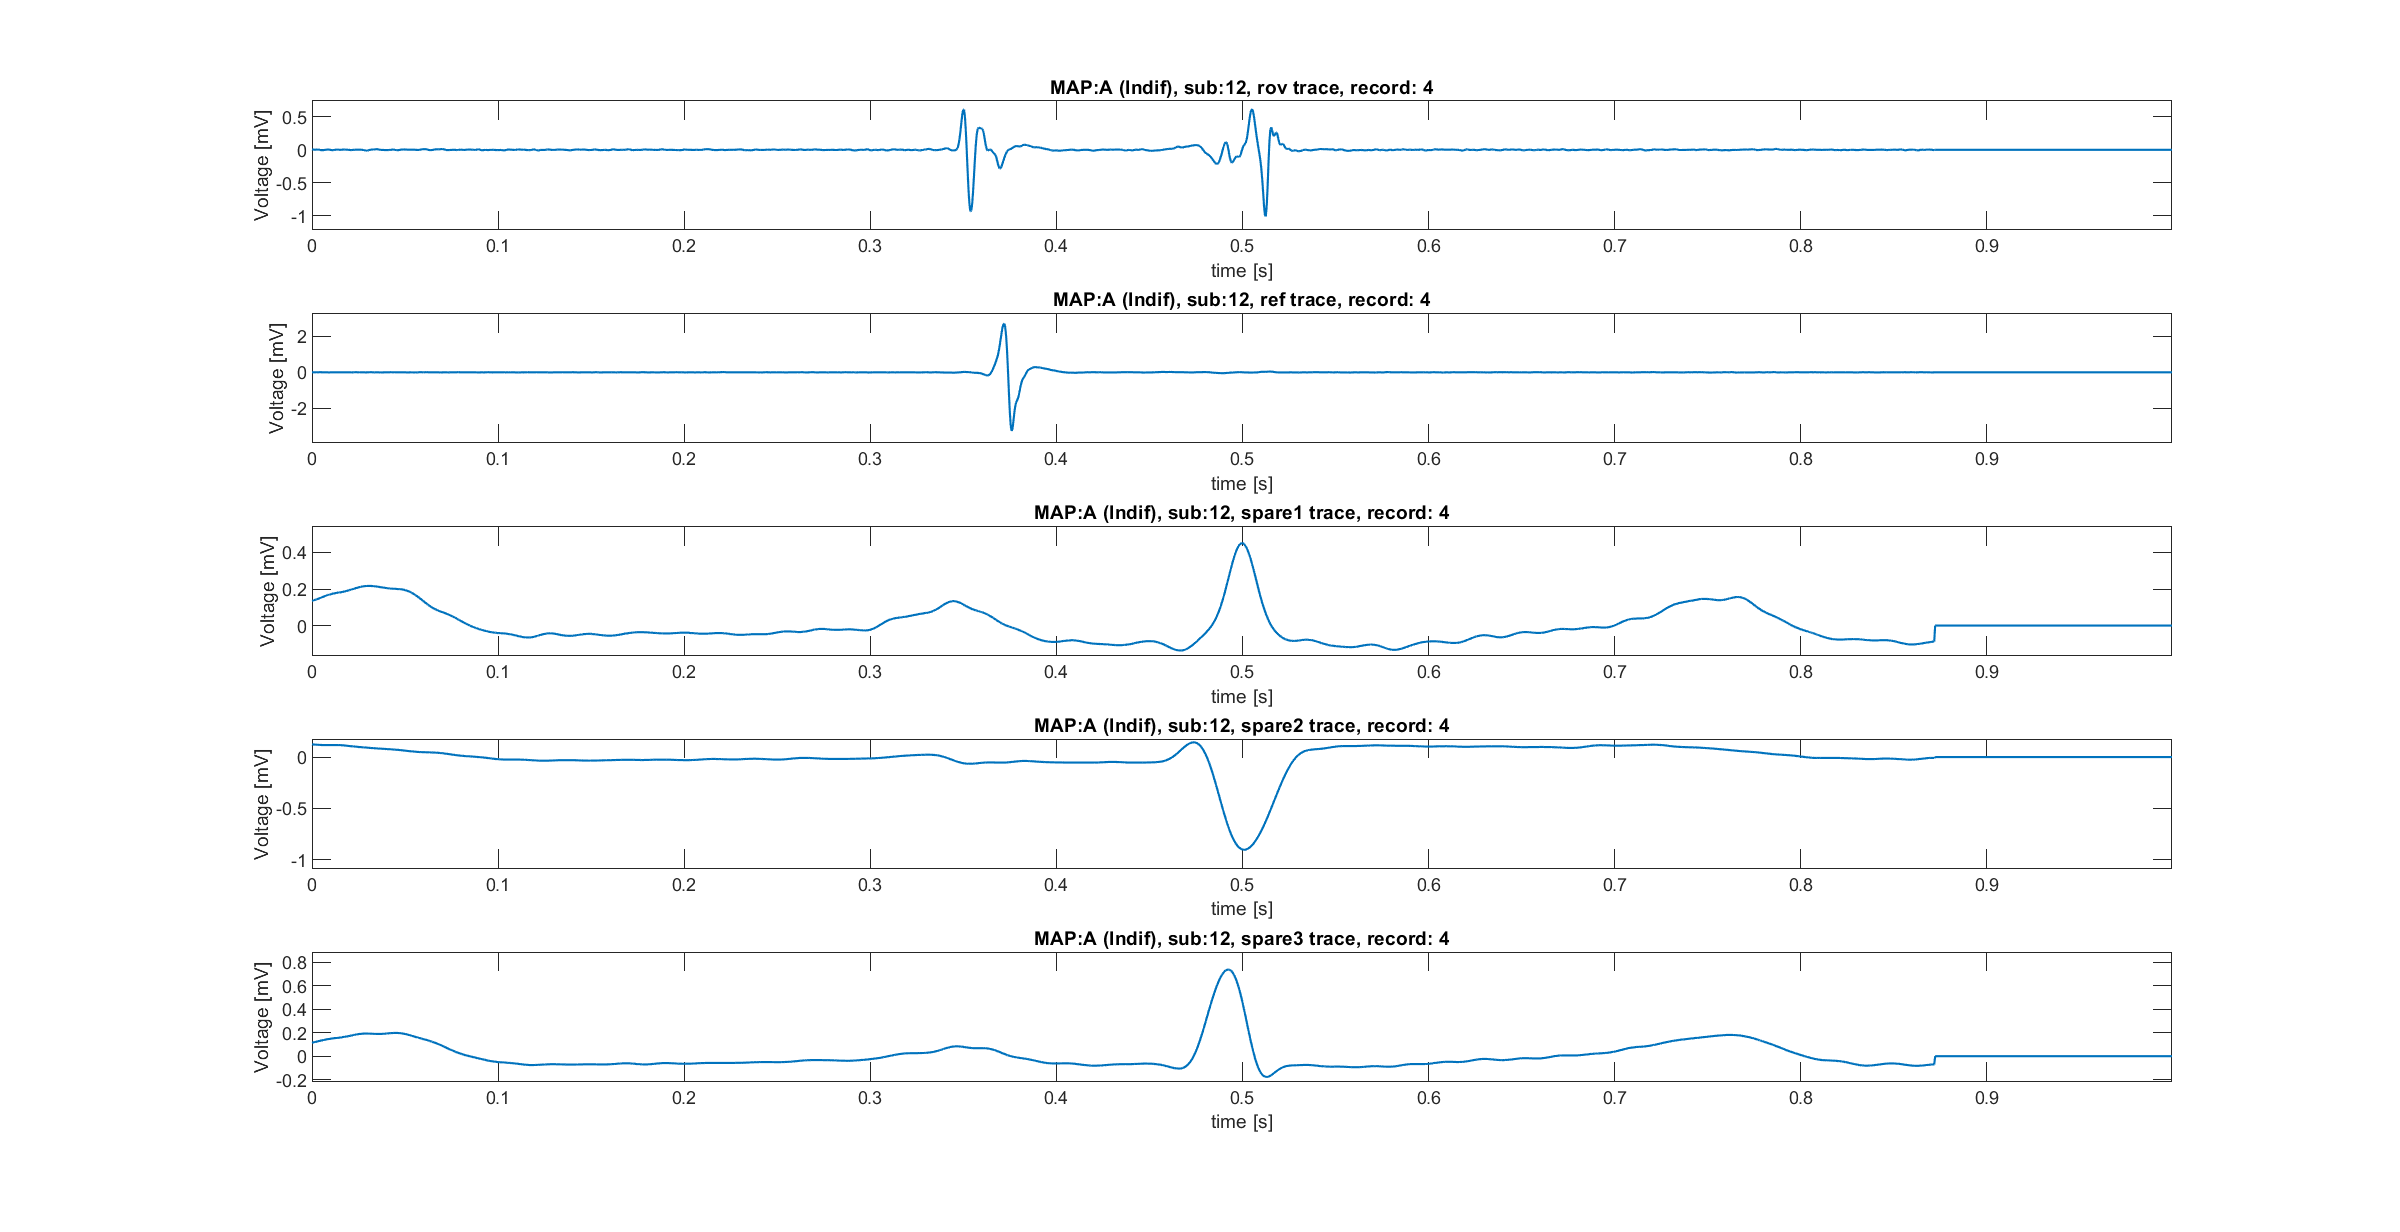 MAP:A (Indif), sub:12, rov trace, record: 4
Voltage [mV]
0.5
0
-0.5
-1
0 0.1 0.2 0.3 0.4 0.5 0.6 0.7 0.8 0.9
time [s]
MAP:A (Indif), sub:12, ref trace, record: 4
Voltage [mV]
2
0
-2
0 0.1 0.2 0.3 0.4 0.5 0.6 0.7 0.8 0.9
time [s]
MAP:A (Indif), sub:12, spare1 trace, record: 4
Voltage [mV]
0.4
0.2
0
0 0.1 0.2 0.3 0.4 0.5 0.6 0.7 0.8 0.9
time [s]
MAP:A (Indif), sub:12, spare2 trace, record: 4
Voltage [mV]
0
-0.5
-1
0 0.1 0.2 0.3 0.4 0.5 0.6 0.7 0.8 0.9
time [s]
MAP:A (Indif), sub:12, spare3 trace, record: 4
Voltage [mV]
0.8
0.6
0.4
0.2
0
-0.2
0 0.1 0.2 0.3 0.4 0.5 0.6 0.7 0.8 0.9
time [s]